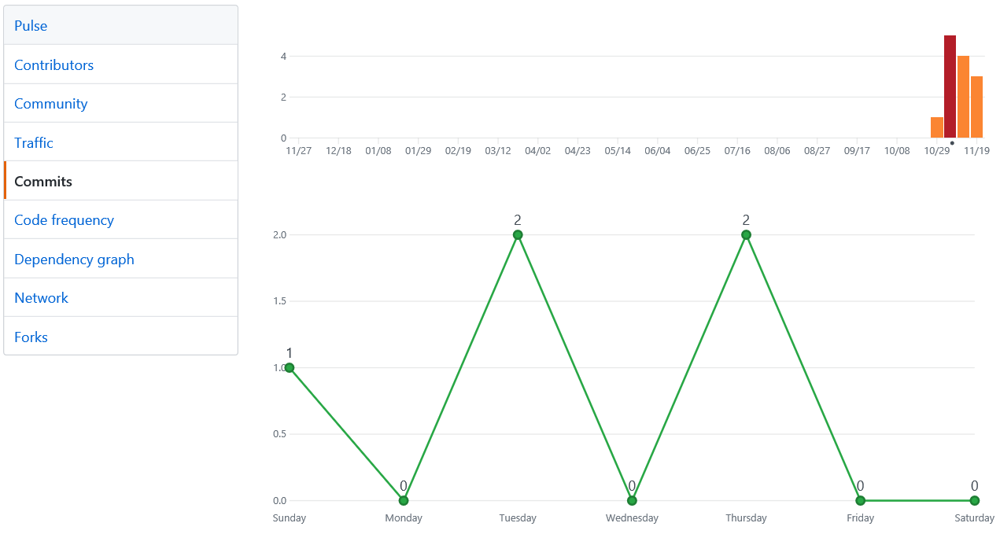 Pulse
Contributors
Community
Traffic
Commits
Code frequency
Dependency graph
Network
Forks
4
2
0
11/27 12/18 01/08 01/29 02/19 03/12 04/02 04/23 05/14 06/04 06/25 07/16 08/06 08/27 09/17 10/08 10/29 11/19
2 2
2.0
1.5
1
1.0
0.5
0 0 0 0
0.0
Sunday Monday Tuesday Wednesday Thursday Friday Saturday